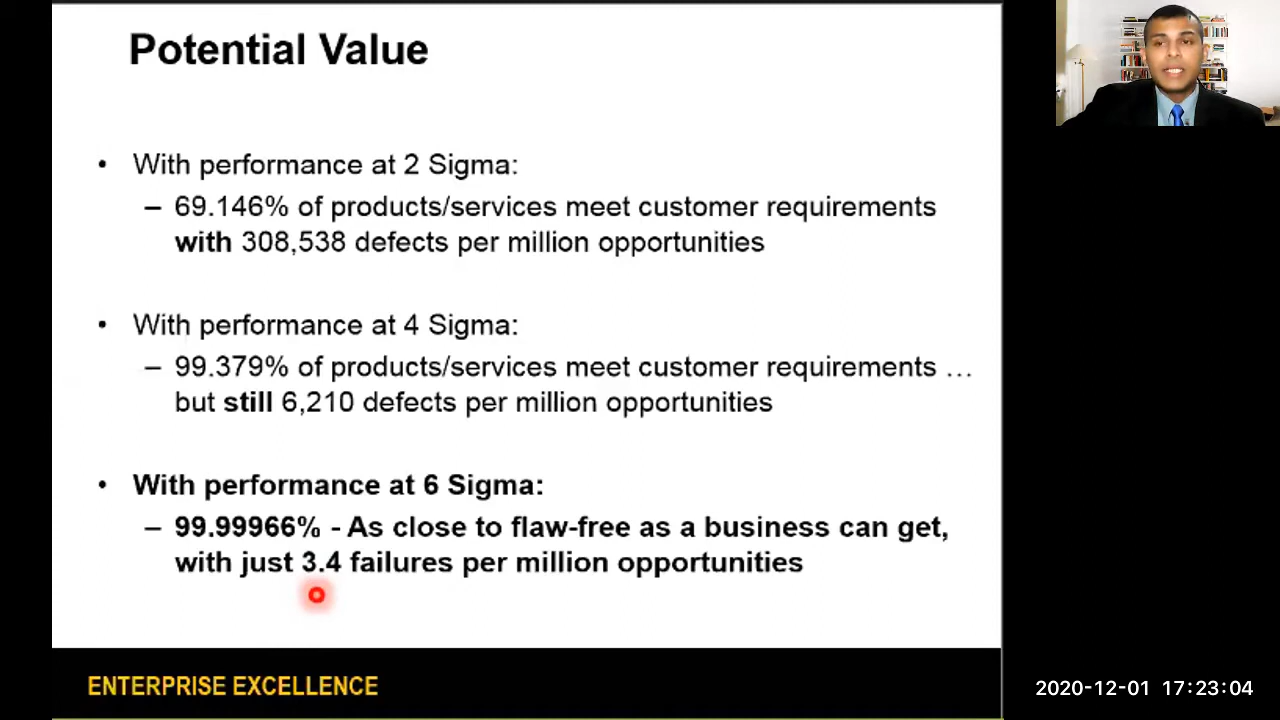 Potential Value
• With performance at 2 Sigma:
– 69.146% of products/services meet customer requirements
with 308,538 defects per million opportunities
• With performance at 4 Sigma:
– 99.379% of products/services meet customer requirements …
but still 6,210 defects per million opportunities
• With performance at 6 Sigma:
– 99.99966% - As close to flaw-free as a business can get,
with just 3.4 failures per million opportunities
ENTERPRISE EXCELLENCE
2020-12-01 17:23:04